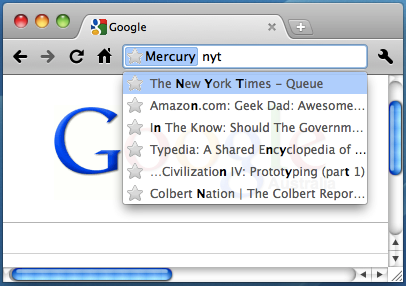 Google
Mercury nyt
The New York Times – Queue
Amazon.com: Geek Dad: Awesome...
In The Know: Should The Governm...
Typedia: A Shared Encyclopedia of ...
...Civilization IV: Prototyping (part 1)
Colbert Nation | The Colbert Repor...
G